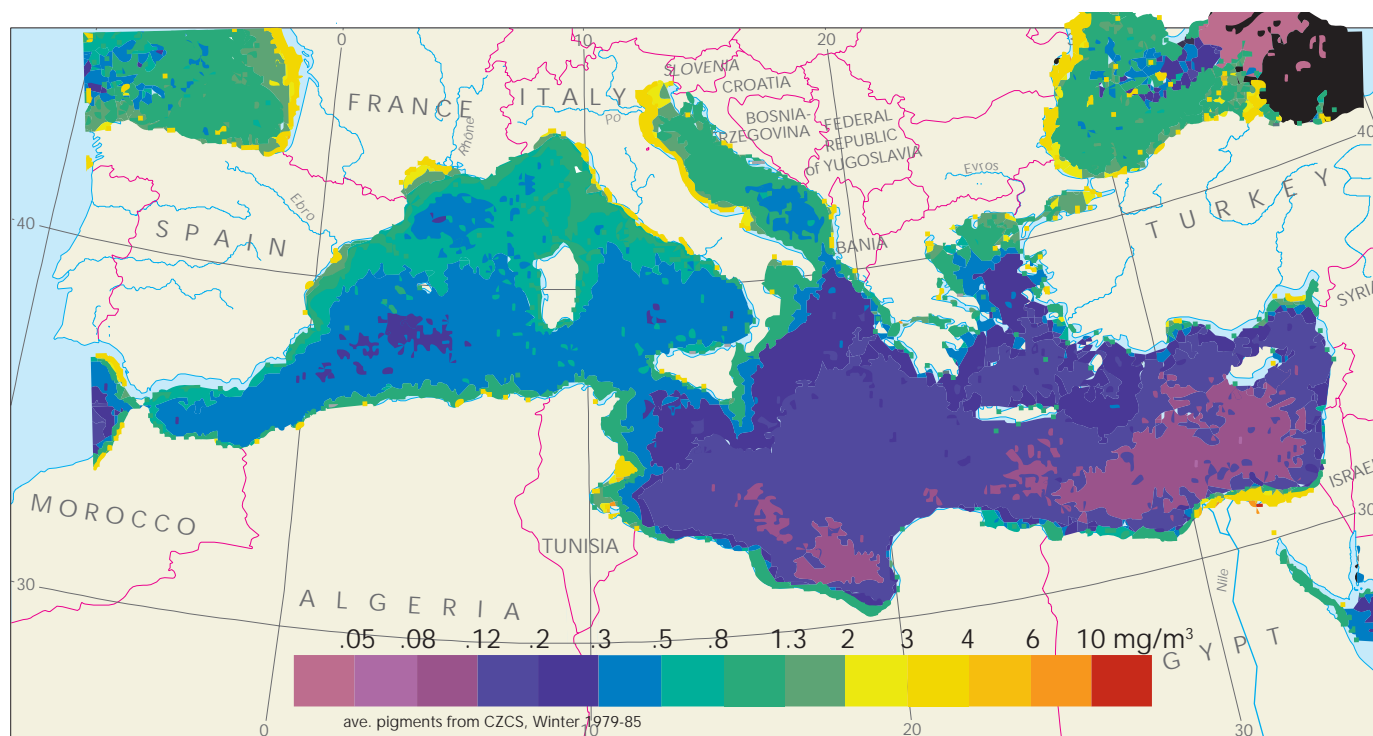 0
10
20
SLOVENIA
CROATIA
FRANCE
ITALY
Po
Rhône
BOSNIA-
RZEGOVINA
FEDERAL
REPUBLIC
of YUGOSLAVIA
40
Evros
Ebro
TURKEY
40
SPAIN
BANIA
SYRIA
ISRAEL
MOROCCO
30
TUNISIA
30
Nile
ALGERIA
GYPT
.05 .08 .12 .2 .3 .5 .8 1.3 2 3 4 6 10 mg/m³
ave. pigments from CZCS, Winter 1979-85
0
10
20
30